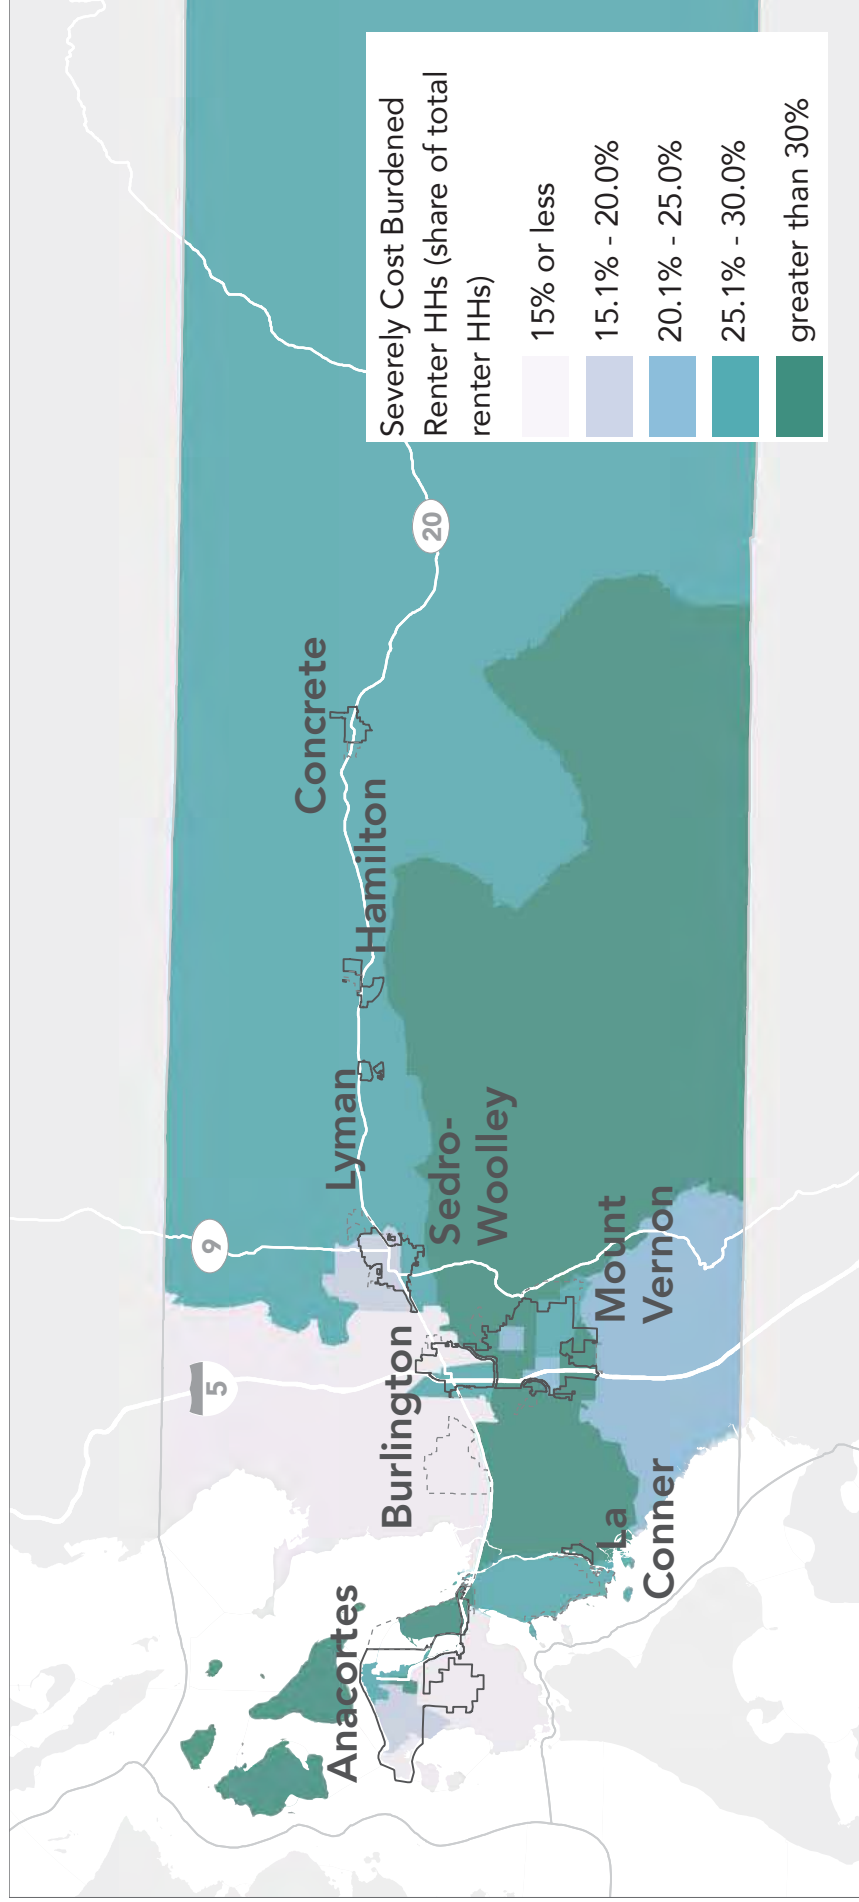 Severely Cost Burdened
Renter HHs (share of total
renter HHs)
15% or less
15.1% - 20.0%
20.1% - 25.0%
25.1% - 30.0%
greater than 30%
20
9
5
Concrete
Hamilton
Lyman
Sedro-
Woolley
Burlington
Mount
Vernon
Anacortes
La
Conner